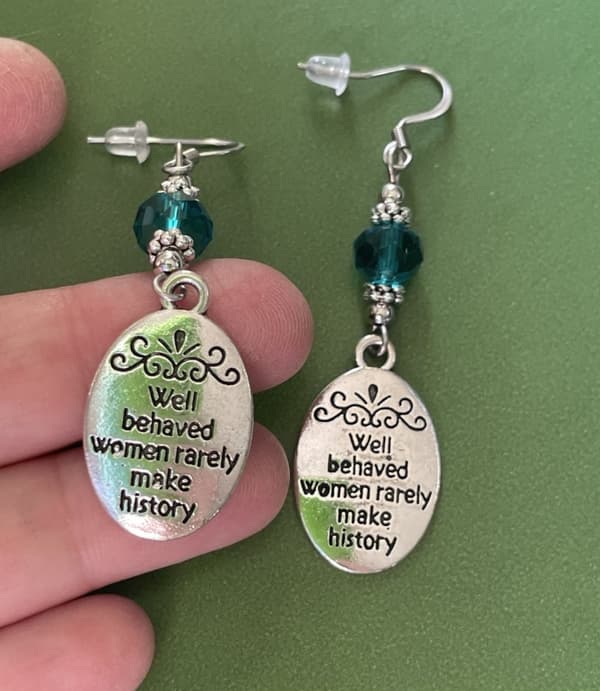 Well
behaved
women rarely
make
history
Well
behaved
women rarely
make
history